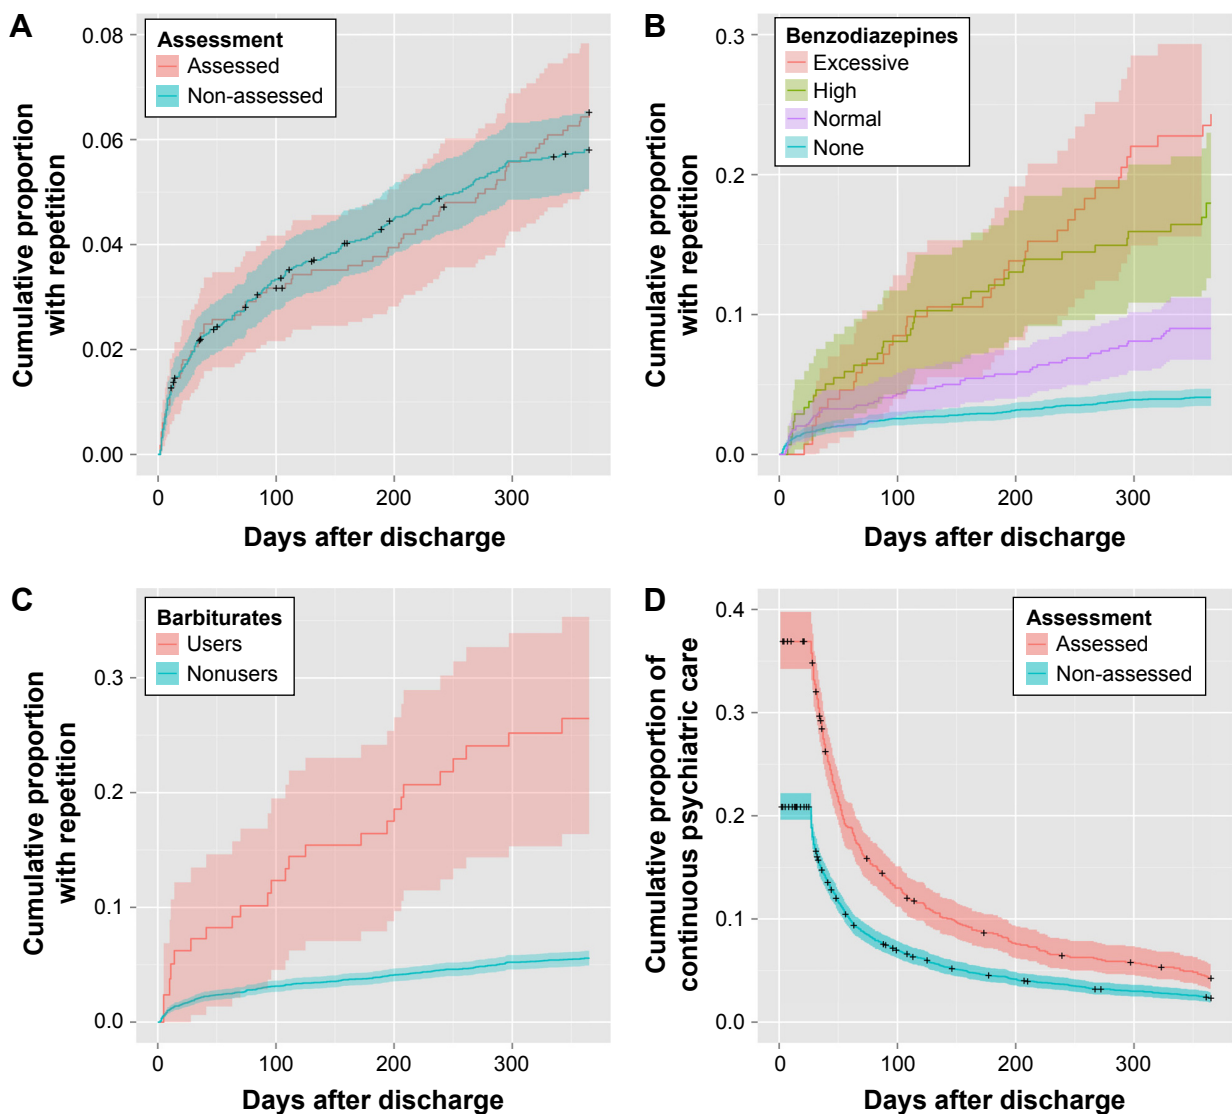 A
Cumulative proportion
with repetition
0.08
0.06
0.04
0.02
0.00
Assessment
Assessed
Non-assessed
0
100
200
300
Days after discharge
B
Cumulative proportion
with repetition
0.3
0.2
0.1
0.0
Benzodiazepines
Excessive
High
Normal
None
0
100
200
300
Days after discharge
C
Cumulative proportion
with repetition
0.3
0.2
0.1
0.0
Barbiturates
Users
Nonusers
0
100
200
300
Days after discharge
D
Cumulative proportion of
continuous psychiatric care
0.4
0.3
0.2
0.1
0.0
Assessment
Assessed
Non-assessed
0
100
200
300
Days after discharge